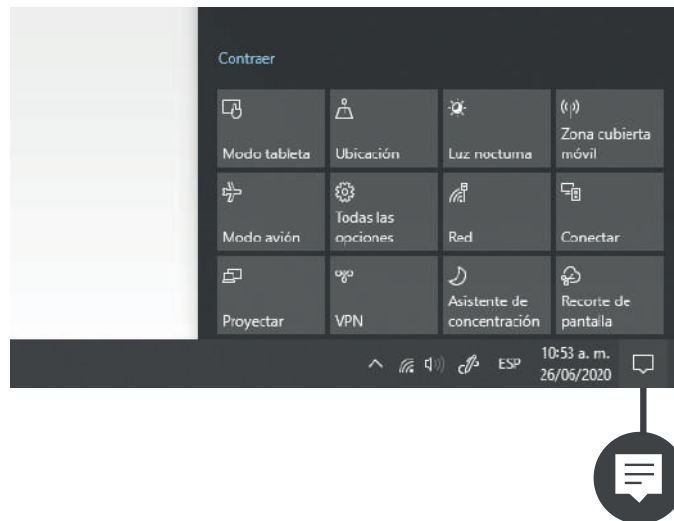 Contraer
Modo tableta
Ubicación
Luz nocturna
Zona cubierta
móvil
Modo avión
Todas las
opciones
Red
Conectar
Proyectar
VPN
Asistente de
concentración
Recorte de
pantalla
ESP
10:53 a. m.
26/06/2020